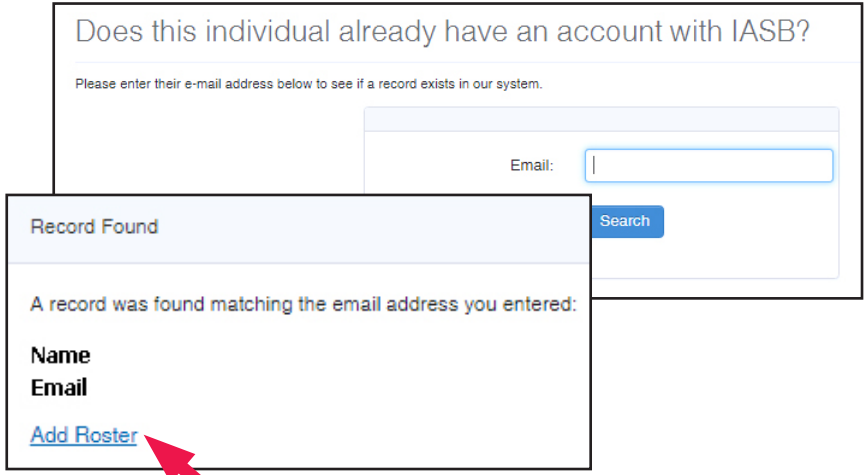 Does this individual already have an account with IASB?
Please enter their e-mail address below to see if a record exists in our system.
Email:
Search
Record Found
A record was found matching the email address you entered:
Name
Email
Add Roster